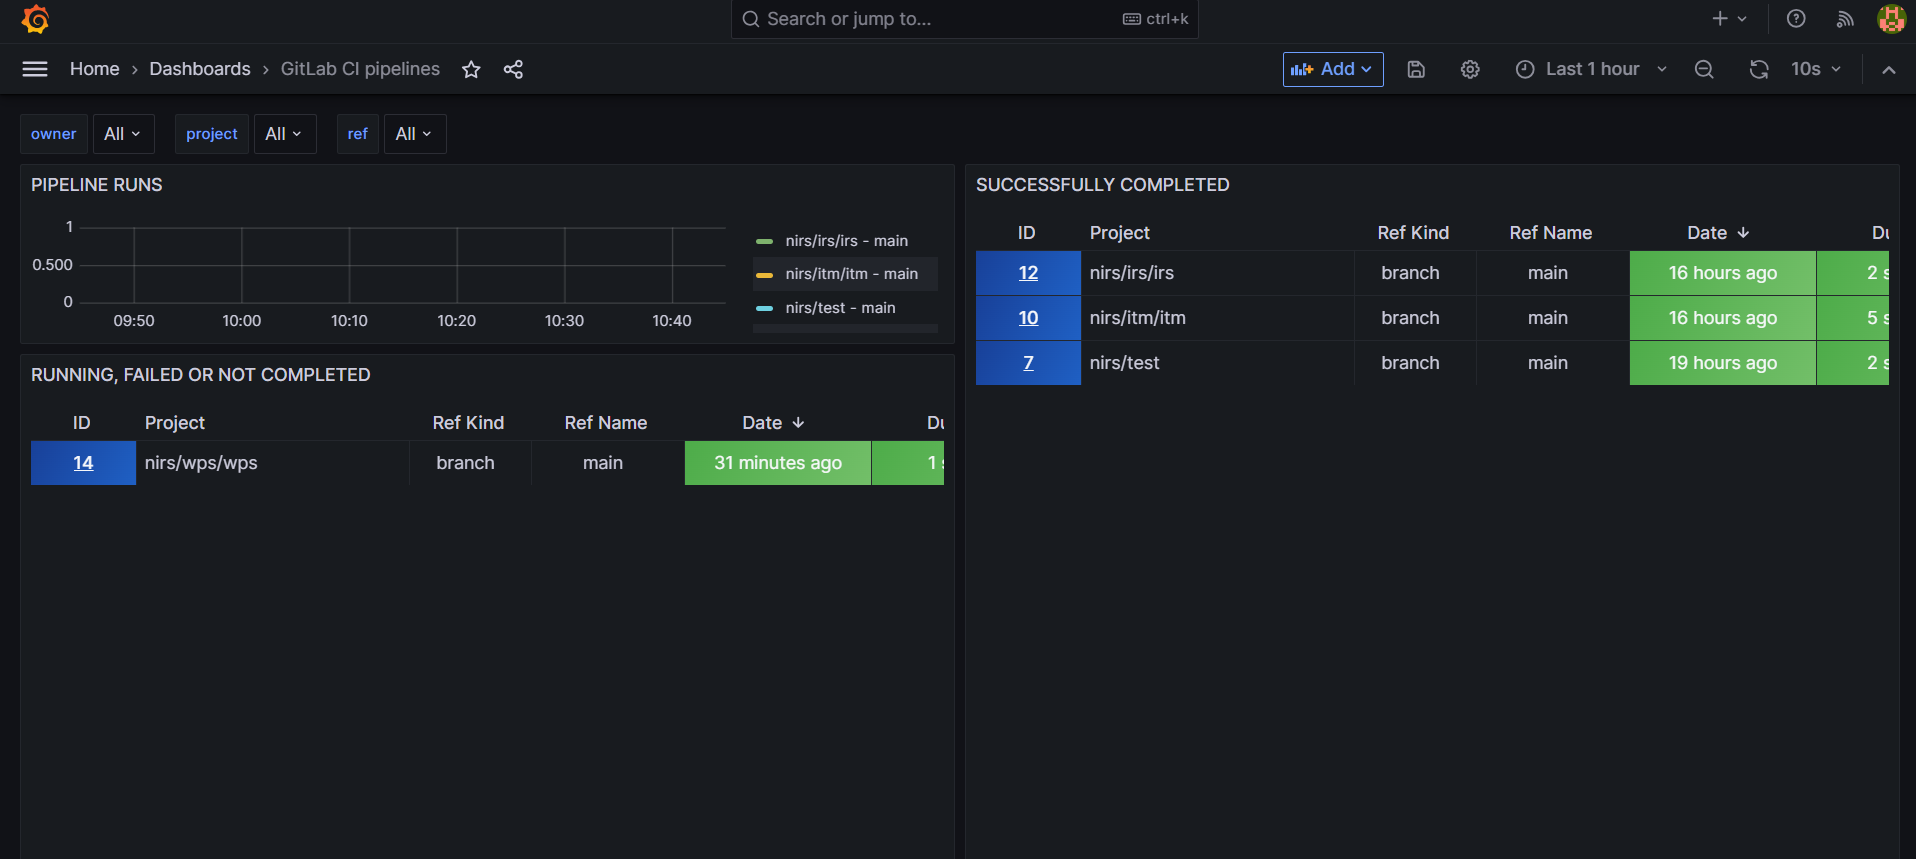 Search or jump to... ctrl+k
Home › Dashboards › GitLab CI pipelines
Add
Last 1 hour
10s
owner All project All ref All
PIPELINE RUNS
1
0.500
0
09:50 10:00 10:10 10:20 10:30 10:40
nirs/irs/irs - main
nirs/itm/itm - main
nirs/test - main
RUNNING, FAILED OR NOT COMPLETED
ID Project Ref Kind Ref Name Date Du
14 nirs/wps/wps branch main 31 minutes ago 1 s
SUCCESSFULLY COMPLETED
ID Project Ref Kind Ref Name Date Du
12 nirs/irs/irs branch main 16 hours ago 2 s
10 nirs/itm/itm branch main 16 hours ago 5 s
7 nirs/test branch main 19 hours ago 2 s